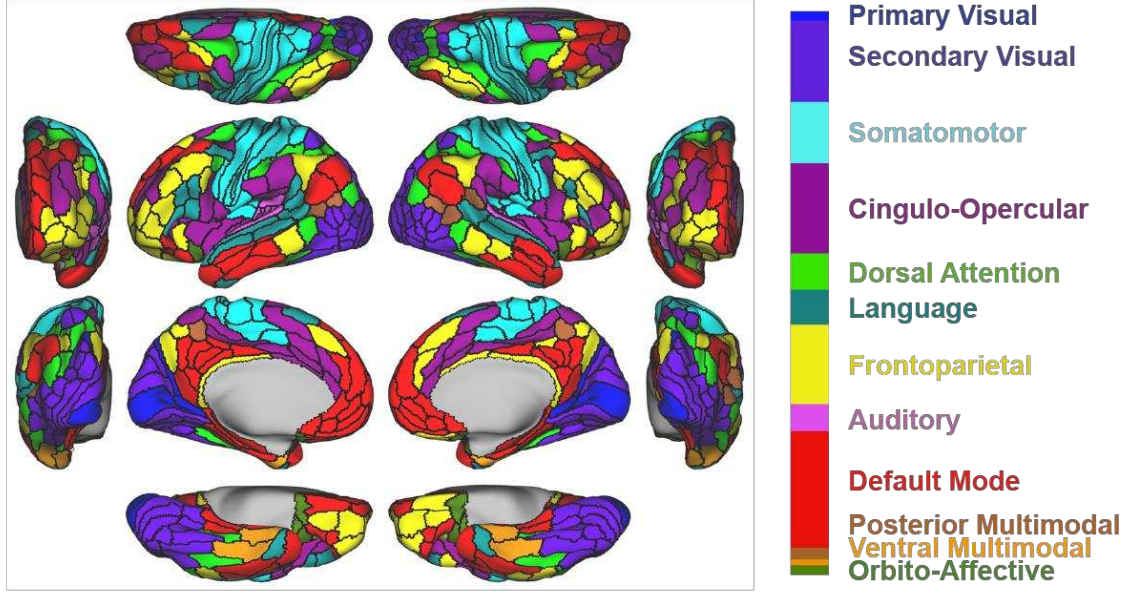 Primary Visual
Secondary Visual
Somatomotor
Cingulo-Opercular
Dorsal Attention
Language
Frontoparietal
Auditory
Default Mode
Posterior Multimodal
Ventral Multimodal
Orbito-Affective